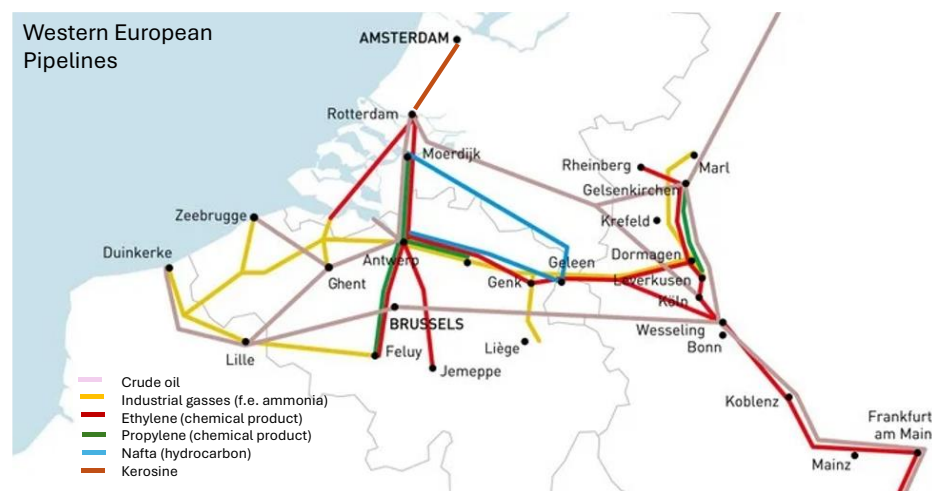 Western European
Pipelines
AMSTERDAM
Rotterdam
Moerdijk
Rheinberg
Marl
Gelsenkirchen
Zeebrugge
Krefeld
Duinkerke
Antwerp
Geleen
Dormagen
Ghent
Genk
Leverkusen
Köln
BRUSSELS
Wesseling
Lille
Feluy
Liège
Bonn
Jemeppe
Koblenz
Frankfurt
am Main
Mainz
Crude oil
Industrial gasses (f.e. ammonia)
Ethylene (chemical product)
Propylene (chemical product)
Nafta (hydrocarbon)
Kerosine